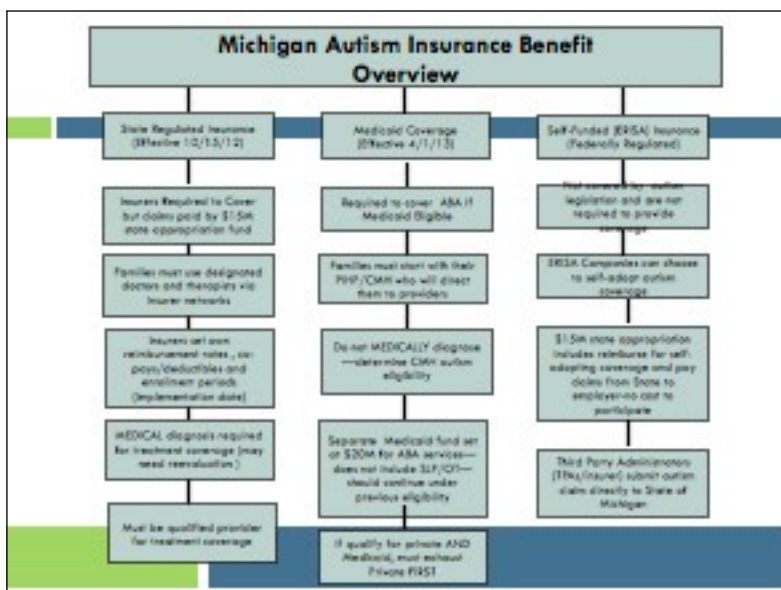 Michigan Autism Insurance Benefit
Overview
State Regulated Insurance
(Effective 10/15/12)
Insurers Required to Cover
but claims paid by $15M
state appropriation fund
Families must use designated
doctors and therapists via
Insurer networks
Insurers set own
reimbursement rates, co-
pays/deductibles and
enrollment periods
(Implementation date)
MEDICAL diagnosis required
for treatment coverage (may
need reevaluation)
Must be qualified provider
for treatment coverage
Medicaid Coverage
(Effective 4/1/13)
Required to cover ABA if
Medicaid Eligible
Families must start with their
PIHP/CMH who will direct
them to providers
Do not MEDICALLY diagnose
—determine CMH autism
eligibility
Separate Medicaid fund set
at $20M for ABA services—
does not include SLP/OT—
should continue under
previous eligibility
If qualify for private AND
Medicaid, must exhaust
Private FIRST
Self-Funded (ERISA) Insurance
(Federally Regulated)
Not covered by autism
legislation and are not
required to provide
coverage
ERISA Companies can choose
to self-adopt autism
coverage
$15M state appropriation
includes reimburse for self-
adopting coverage and pay
claims from State to
employer-no cost to
participate
Third Party Administrators
(TPAs/Insurer) submit autism
claim directly to State of
Michigan